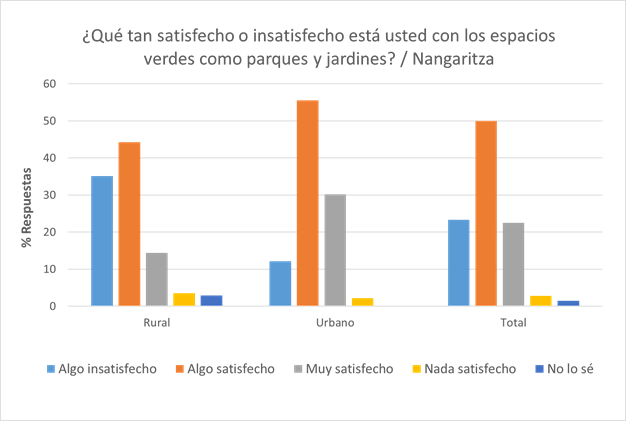 ¿Qué tan satisfecho o insatisfecho está usted con los espacios
verdes como parques y jardines? / Nangaritza
60
50
40
30
20
10
0
% Respuestas
Rural Urbano Total
Algo insatisfecho Algo satisfecho Muy satisfecho Nada satisfecho No lo sé